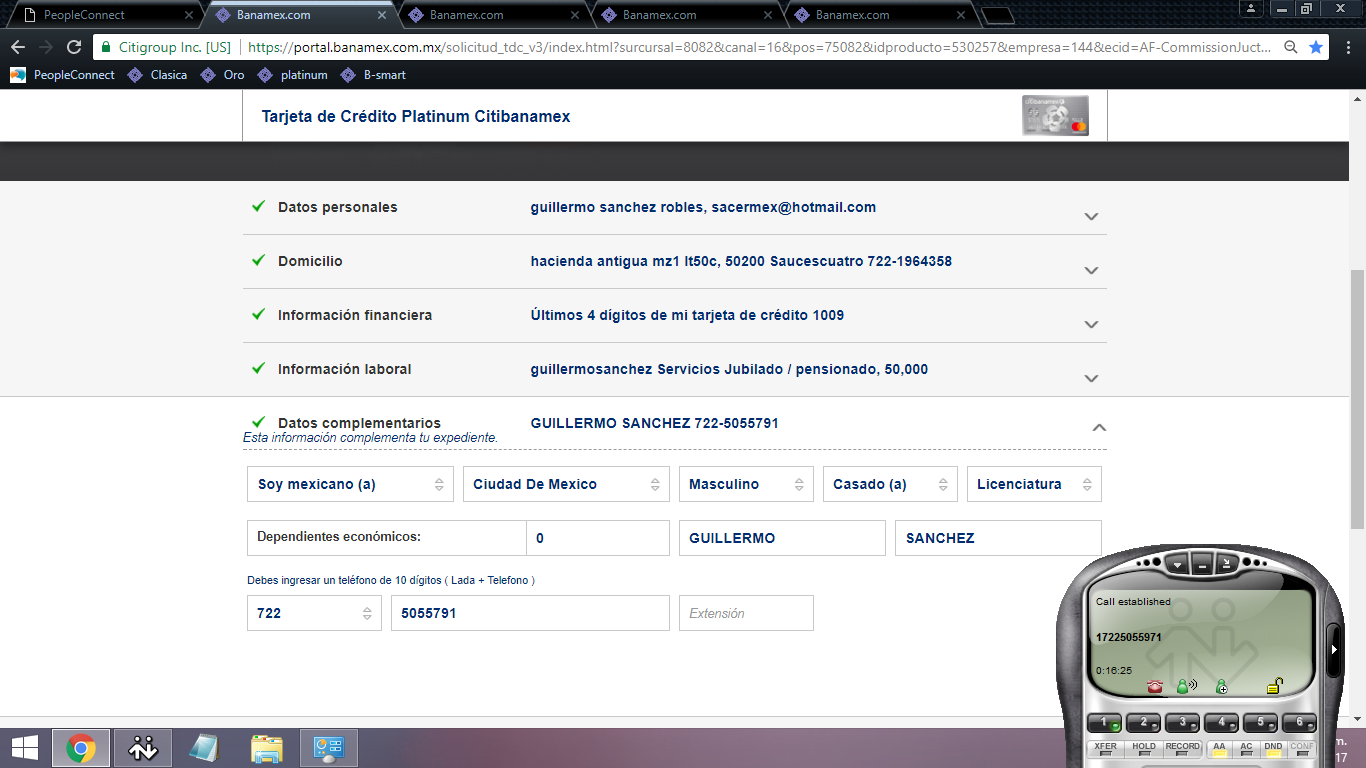 PeopleConnect
Banamex.com
Banamex.com
Banamex.com
Banamex.com
Citigroup Inc. [US]
https://portal.banamex.com.mx/solicitud_tdc_v3/index.html?surcursal=8082&canal=16&pos=75082&idproducto=530257&empresa=144&ecid=AF-CommissionJuct...
PeopleConnect
Clasica
Oro
platinum
B-smart
Tarjeta de Crédito Platinum Citibanamex
Datos personales
guillermo sanchez robles, sacermex@hotmail.com
Domicilio
hacienda antigua mz1 lt50c, 50200 Saucescuatro 722-1964358
Información financiera
Últimos 4 dígitos de mi tarjeta de crédito 1009
Información laboral
guillermosanchez Servicios Jubilado / pensionado, 50,000
Datos complementarios
GUILLERMO SANCHEZ 722-5055791
Esta información complementa tu expediente.
Soy mexicano (a)
Ciudad De Mexico
Masculino
Casado (a)
Licenciatura
Dependientes económicos:
0
GUILLERMO
SANCHEZ
Debes ingresar un teléfono de 10 dígitos ( Lada + Telefono )
722
5055791
Extensión
Call established
17225055971
0:16:25
1
2
3
4
5
6
XFER
HOLD
RECORD
AA
AC
DND
CONF
m.
17